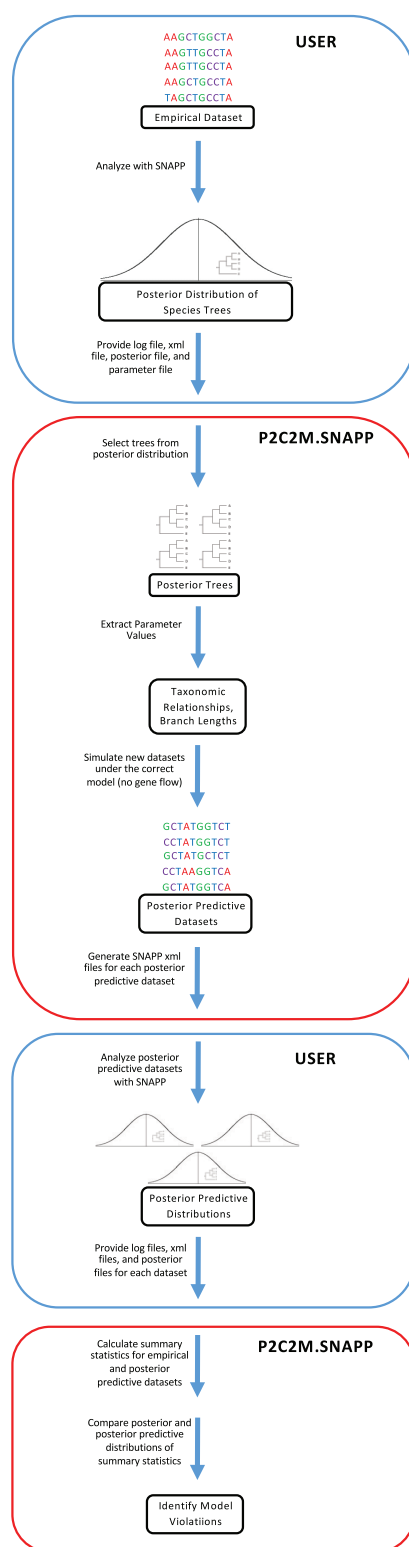 USER
AAGCTGGCTA
AAGTTGCCTA
AAGTTGCCTA
AAGCTGCCTA
TAGCTGCCTA
Empirical Dataset
Analyze with SNAPP
Posterior Distribution of
Species Trees
Provide log file, xml
file, posterior file, and
parameter file
P2C2M.SNAPP
Select trees from
posterior distribution
Posterior Trees
Extract Parameter
Values
Taxonomic
Relationships,
Branch Lengths
Simulate new datasets
under the correct
model (no gene flow)
GCTATGGTCT
CCTATGGTCT
GCTATGCTCT
CCTAAGGTCA
GCTATGGTCA
Posterior Predictive
Datasets
Generate SNAPP xml
files for each posterior
predictive dataset
USER
Analyze posterior
predictive datasets
with SNAPP
Posterior Predictive
Distributions
Provide log files, xml
files, and posterior
files for each dataset
P2C2M.SNAPP
Calculate summary
statistics for empirical
and posterior
predictive datasets
Compare posterior and
posterior predictive
distributions of
summary statistics
Identify Model
Violatiions